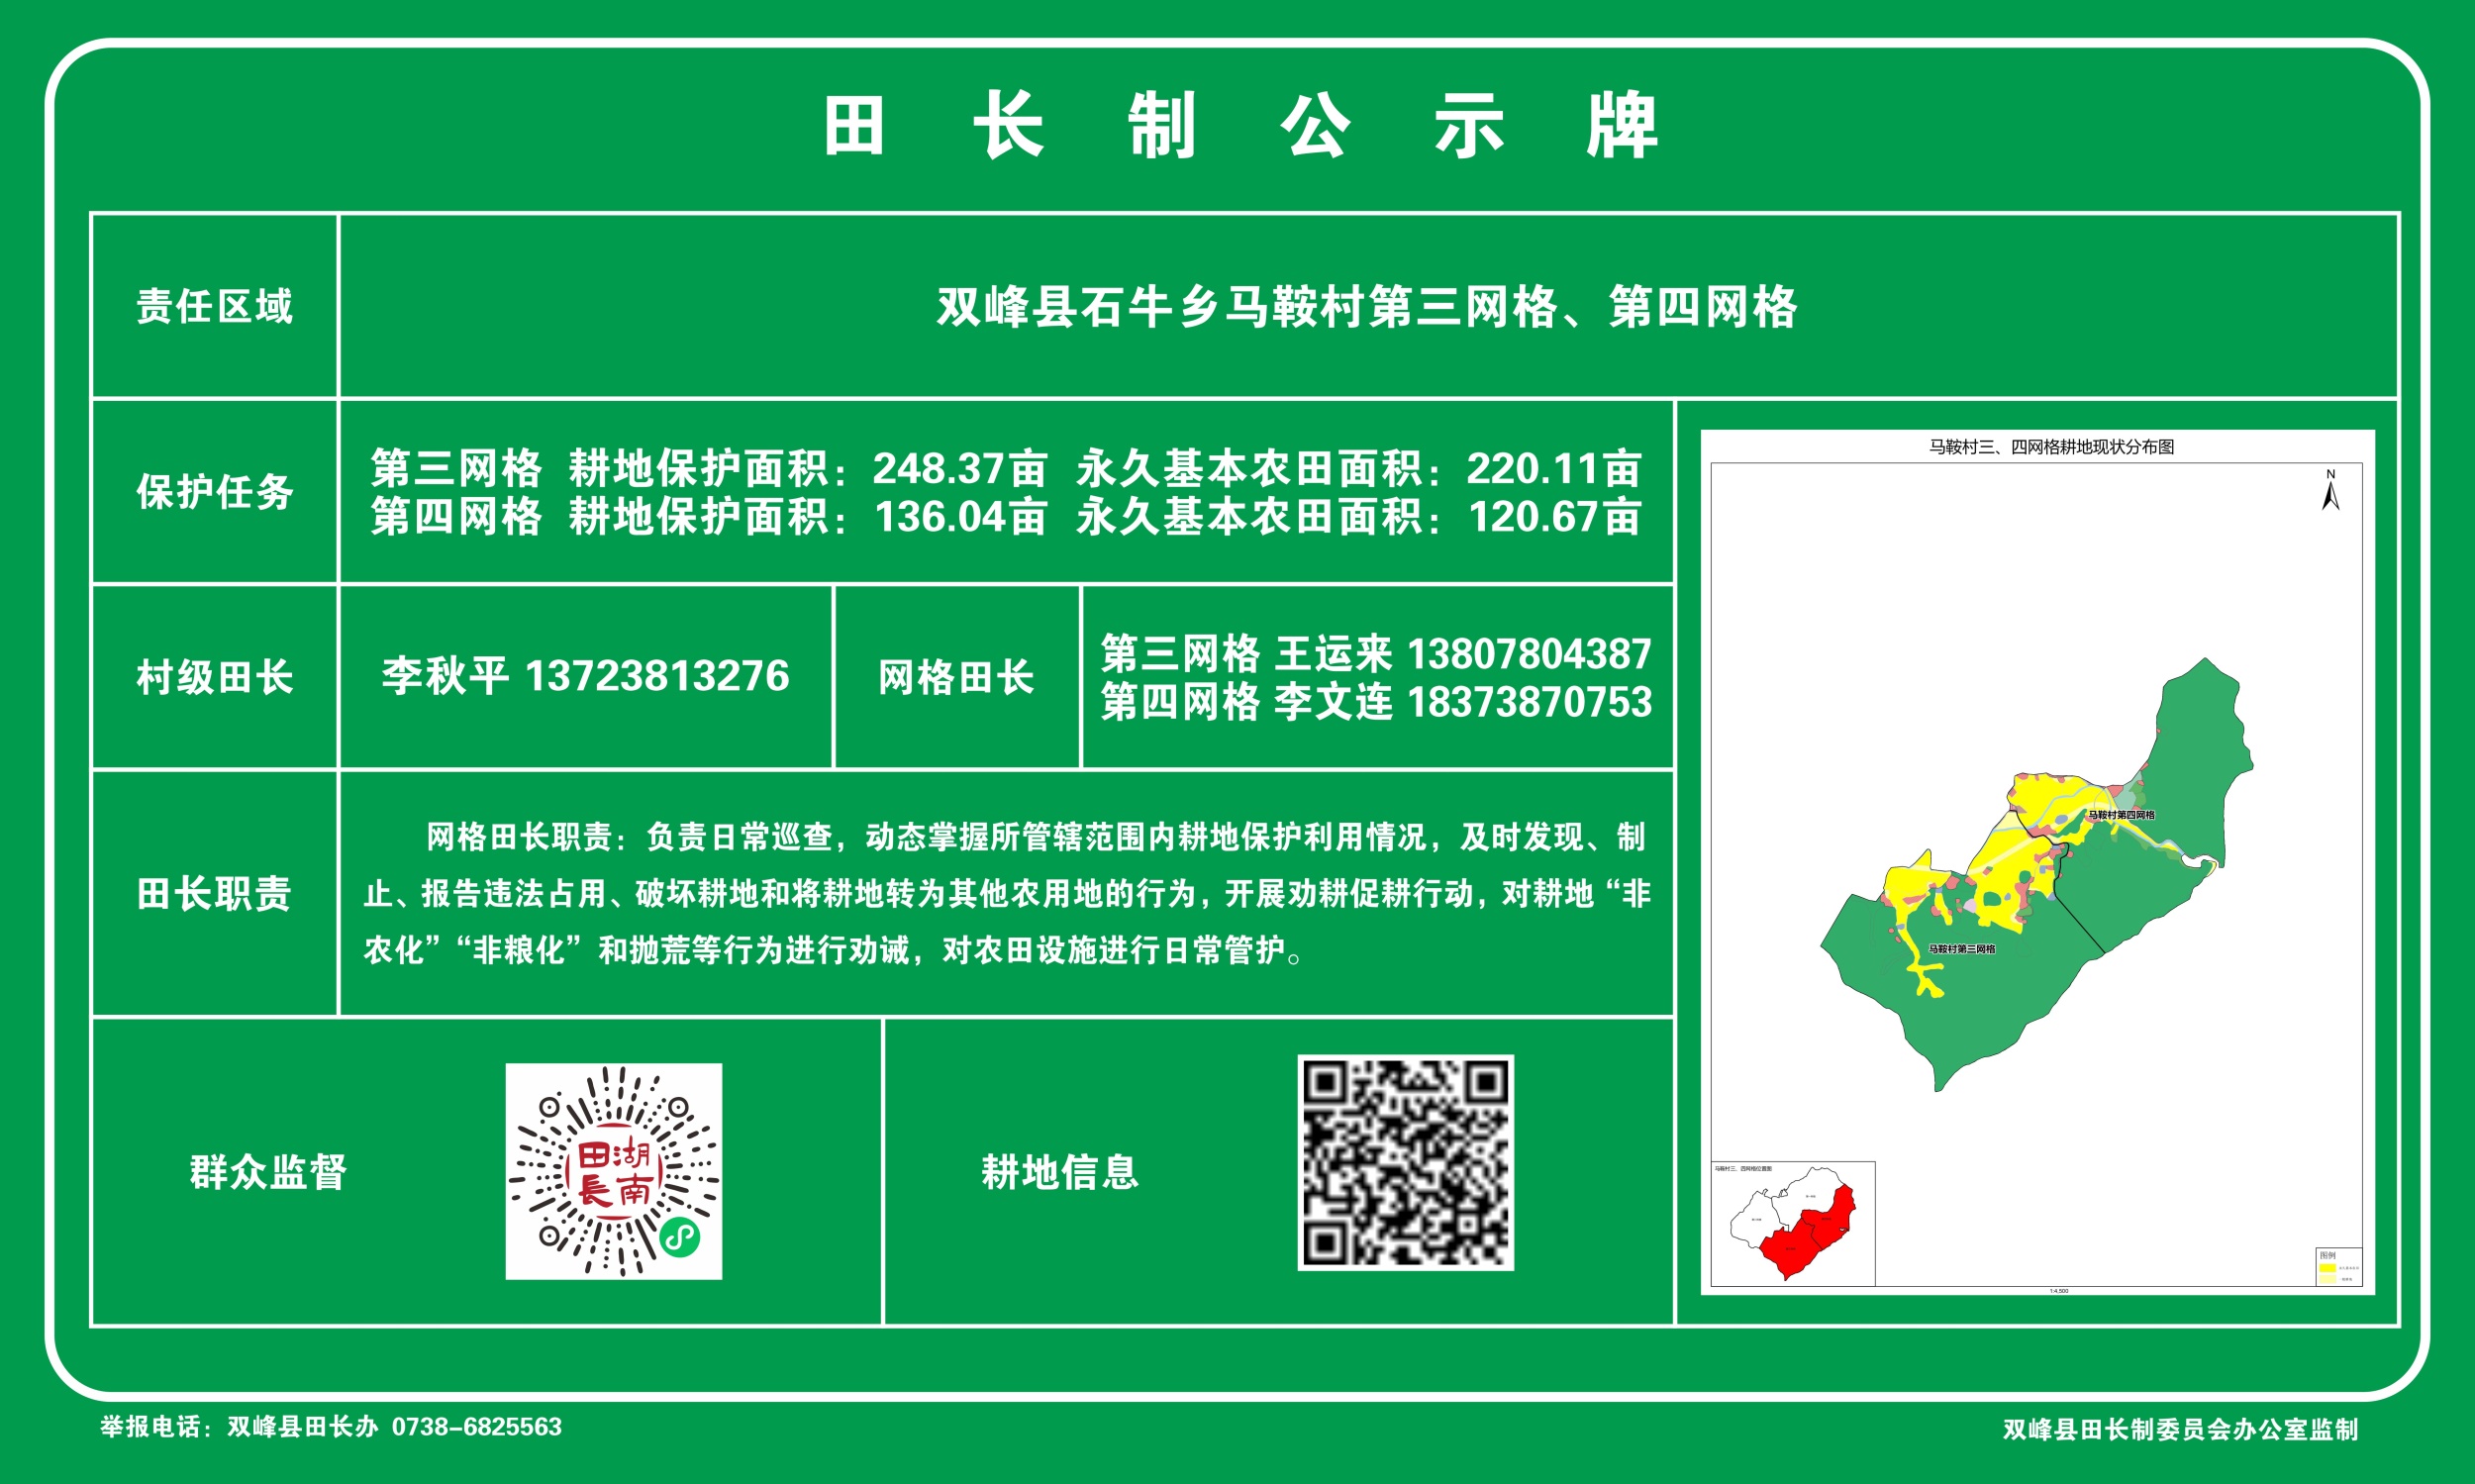 田长制公示牌
责任区域
双峰县石牛乡马鞍村第三网格、第四网格
保护任务
第三网格 耕地保护面积：248.37亩 永久基本农田面积：220.11亩
第四网格 耕地保护面积：136.04亩 永久基本农田面积：120.67亩
村级田长
李秋平 13723813276
网格田长
第三网格 王运来 13807804387
第四网格 李文连 18373870753
田长职责
网格田长职责：负责日常巡查，动态掌握所管辖范围内耕地保护利用情况，及时发现、制
止、报告违法占用、破坏耕地和将耕地转为其他农用地的行为，开展劝耕促耕行动，对耕地“非
农化”“非粮化”和抛荒等行为进行劝诫，对农田设施进行日常管护。
群众监督
田湖
長南
耕地信息
马鞍村三、四网格耕地现状分布图
N
马鞍村第四网格
马鞍村第三网格
马鞍村三、四网格位置图
图例
1:4,500
举报电话：双峰县田长办 0738-6825563
双峰县田长制委员会办公室监制